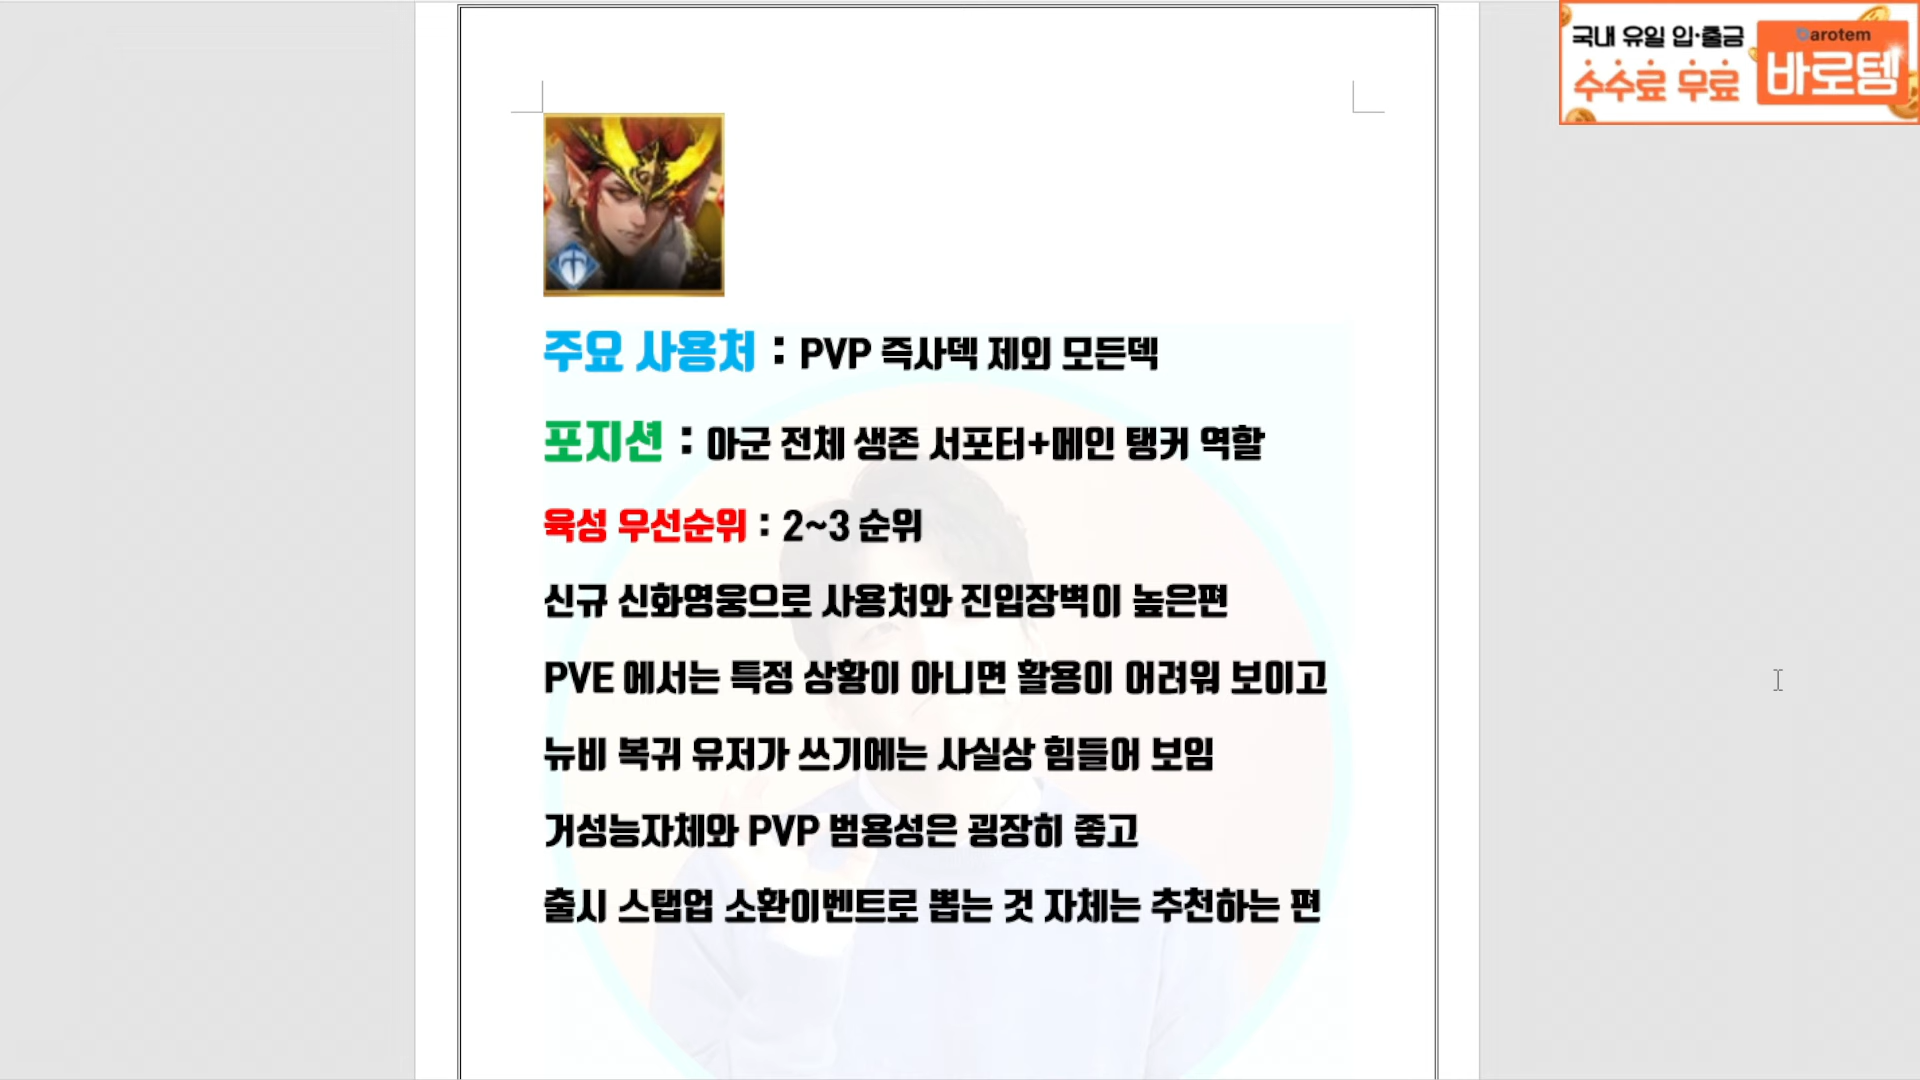 국내 유일 입·출금
수수료 무료
barotem
바로템
주요 사용처 : PVP 즉사덱 제외 모든덱
포지션 : 아군 전체 생존 서포터+메인 탱커 역할
육성 우선순위 : 2~3 순위
신규 신화영웅으로 사용처와 진입장벽이 높은편
PVE 에서는 특정 상황이 아니면 활용이 어려워 보이고
뉴비 복귀 유저가 쓰기에는 사실상 힘들어 보임
거성능자체와 PVP 범용성은 굉장히 좋고
출시 스탭업 소환이벤트로 뽑는 것 자체는 추천하는 편